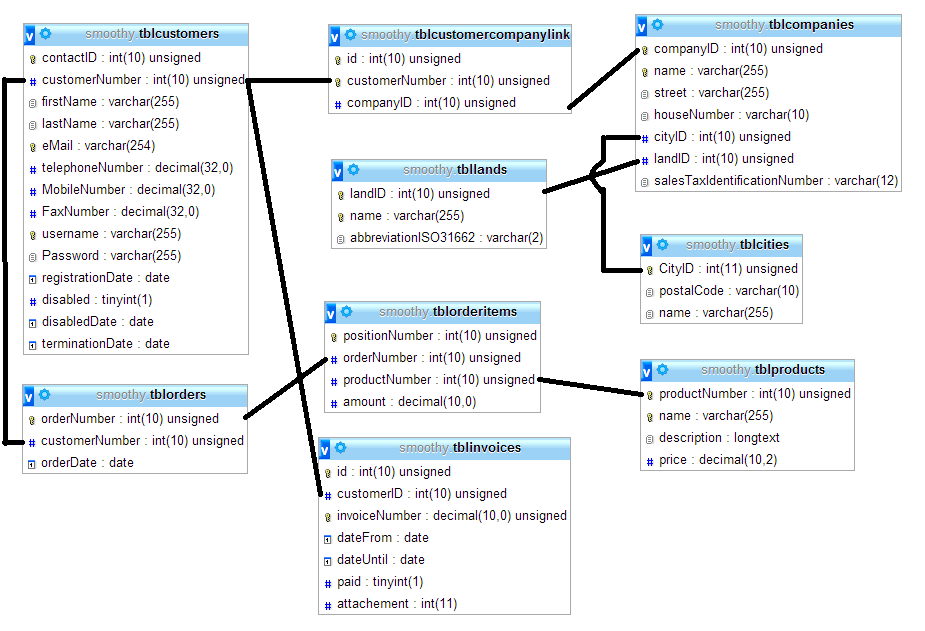 smoothy.tblcustomers
contactID : int(10) unsigned
customerNumber : int(10) unsigned
firstName : varchar(255)
lastName : varchar(255)
eMail : varchar(254)
telephoneNumber : decimal(32,0)
MobileNumber : decimal(32,0)
FaxNumber : decimal(32,0)
username : varchar(255)
Password : varchar(255)
registrationDate : date
disabled : tinyint(1)
disabledDate : date
terminationDate : date
smoothy.tblorders
orderNumber : int(10) unsigned
customerNumber : int(10) unsigned
orderDate : date
smoothy.tblcustomercompanylink
id : int(10) unsigned
customerNumber : int(10) unsigned
companyID : int(10) unsigned
smoothy.tbllands
landID : int(10) unsigned
name : varchar(255)
abbreviationISO31662 : varchar(2)
smoothy.tblorderitems
positionNumber : int(10) unsigned
orderNumber : int(10) unsigned
productNumber : int(10) unsigned
amount : decimal(10,0)
smoothy.tblinvoices
id : int(10) unsigned
customerID : int(10) unsigned
invoiceNumber : decimal(10,0) unsigned
dateFrom : date
dateUntil : date
paid : tinyint(1)
attachement : int(11)
smoothy.tblcompanies
companyID : int(10) unsigned
name : varchar(255)
street : varchar(255)
houseNumber : varchar(10)
cityID : int(10) unsigned
landID : int(10) unsigned
salesTaxIdentificationNumber : varchar(12)
smoothy.tblcities
CityID : int(11) unsigned
postalCode : varchar(10)
name : varchar(255)
smoothy.tblproducts
productNumber : int(10) unsigned
name : varchar(255)
description : longtext
price : decimal(10,2)